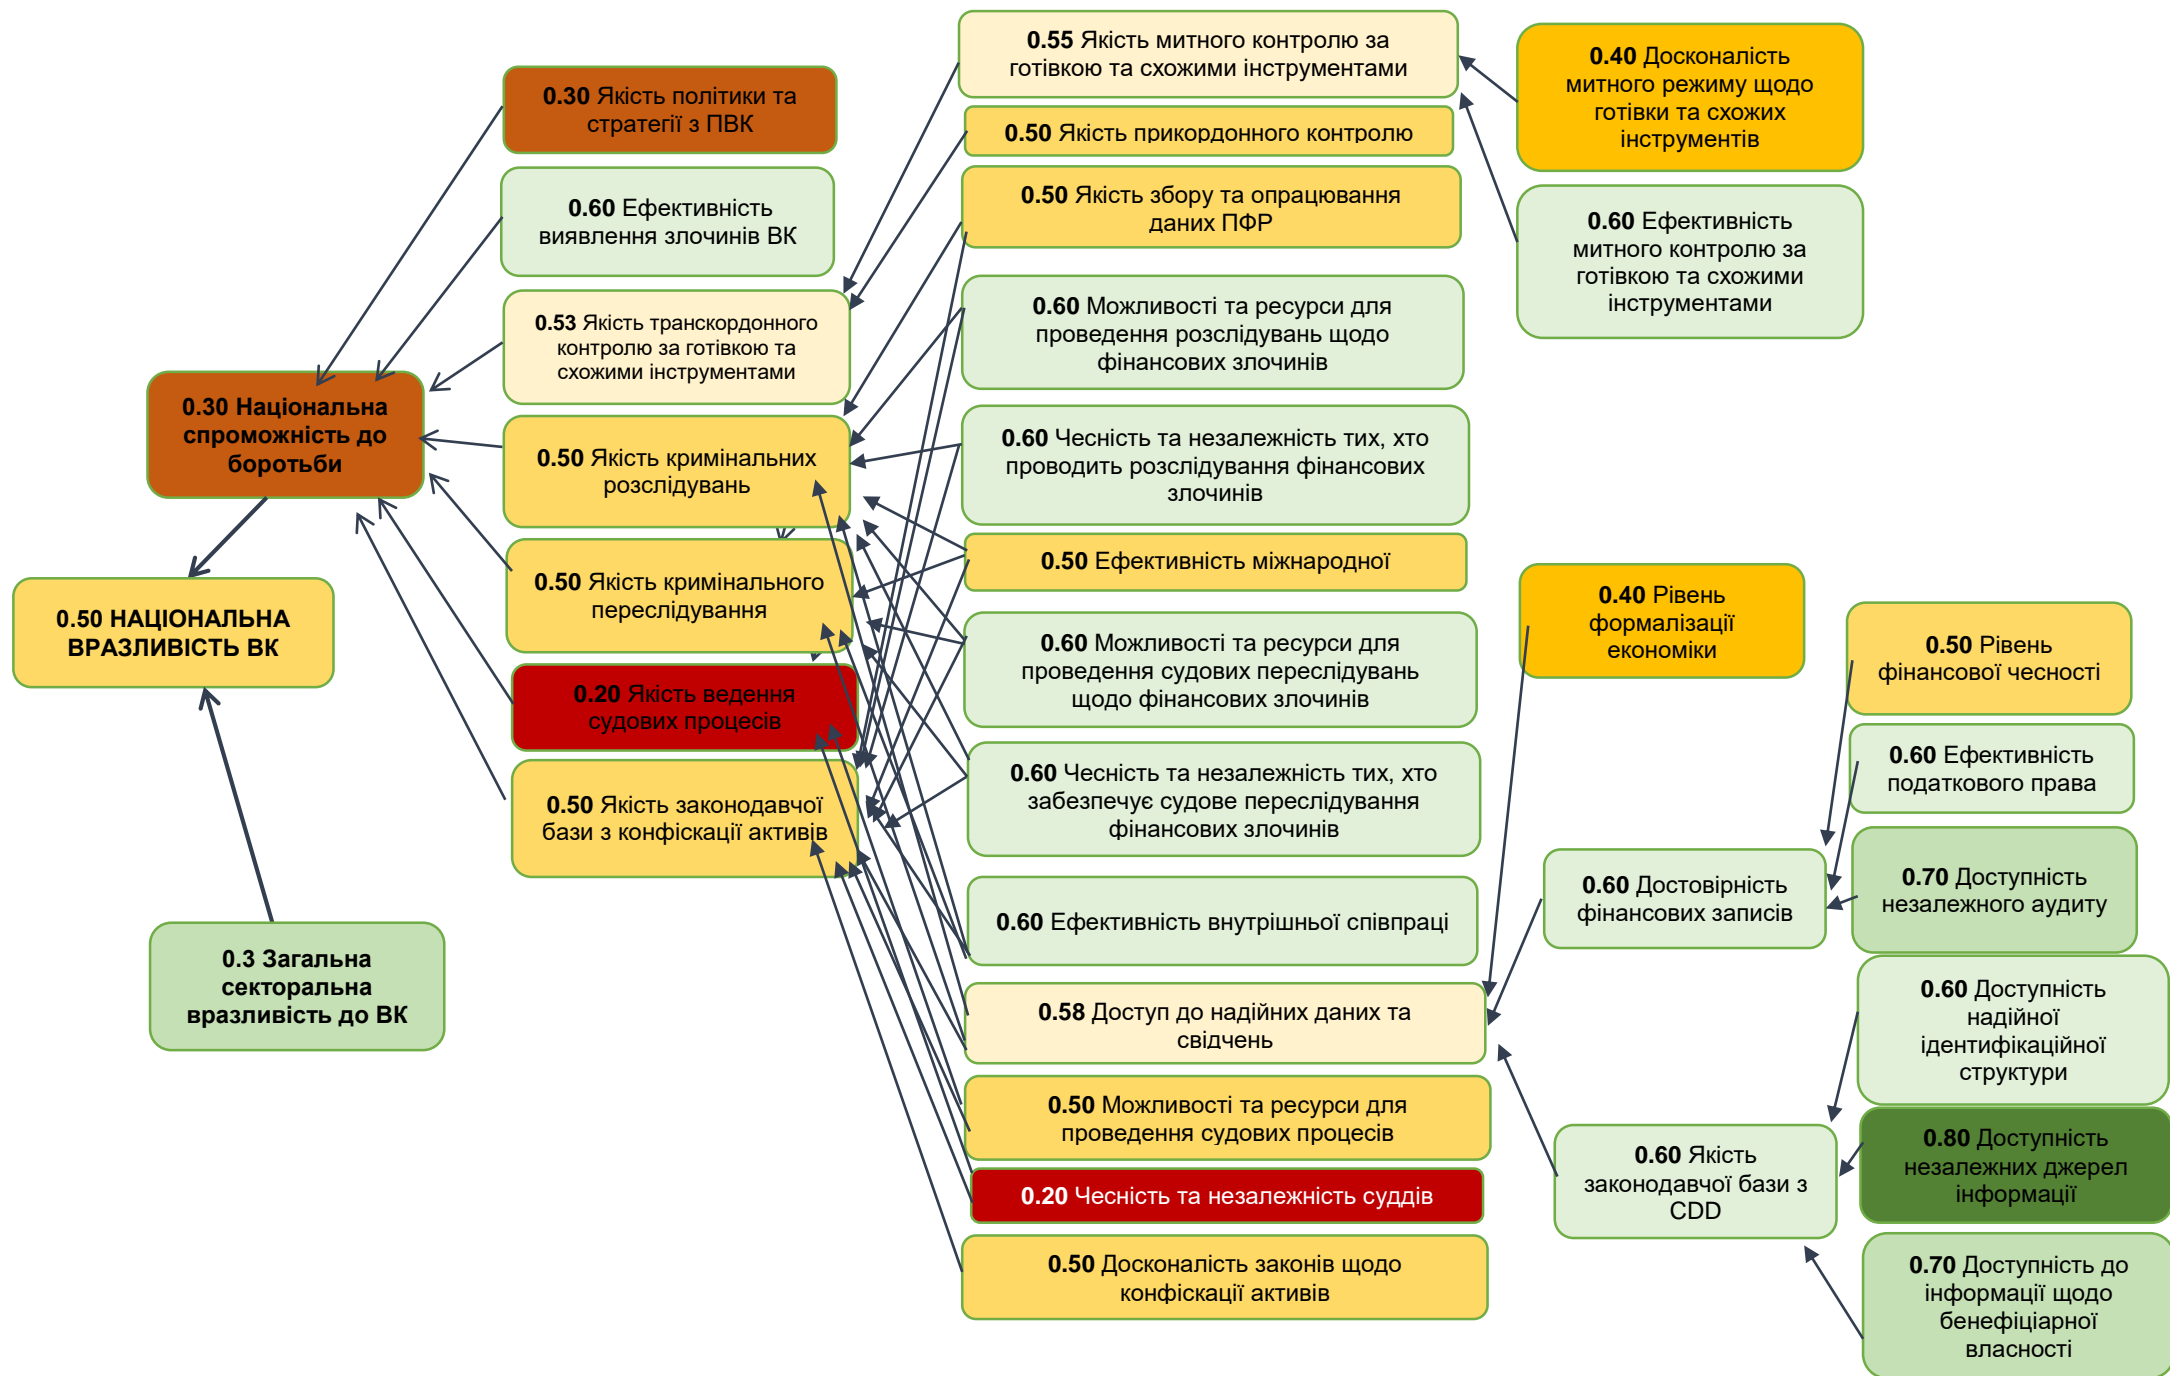 0.30 Національна
спроможність до
боротьби
0.50 НАЦІОНАЛЬНА
ВРАЗЛИВІСТЬ ВК
0.3 Загальна
секторальна
вразливість до ВК
0.30 Якість політики та
стратегії з ПВК
0.60 Ефективність
виявлення злочинів ВК
0.53 Якість транскордонного
контролю за готівкою та
схожими інструментами
0.50 Якість кримінальних
розслідувань
0.50 Якість кримінального
переслідування
0.20 Якість ведення
судових процесів
0.50 Якість законодавчої
бази з конфіскації активів
0.55 Якість митного контролю за
готівкою та схожими інструментами
0.50 Якість прикордонного контролю
0.50 Якість збору та опрацювання
даних ПФР
0.60 Можливості та ресурси для
проведення розслідувань щодо
фінансових злочинів
0.60 Чесність та незалежність тих, хто
проводить розслідування фінансових
злочинів
0.50 Ефективність міжнародної
0.60 Можливості та ресурси для
проведення судових переслідувань
щодо фінансових злочинів
0.60 Чесність та незалежність тих, хто
забезпечує судове переслідування
фінансових злочинів
0.60 Ефективність внутрішньої співпраці
0.58 Доступ до надійних даних та
свідчень
0.50 Можливості та ресурси для
проведення судових процесів
0.20 Чесність та незалежність суддів
0.50 Досконалість законів щодо
конфіскації активів
0.40 Досконалість
митного режиму щодо
готівки та схожих
інструментів
0.60 Ефективність
митного контролю за
готівкою та схожими
інструментами
0.40 Рівень
формалізації
економіки
0.60 Достовірність
фінансових записів
0.60 Якість
законодавчої бази з
CDD
0.50 Рівень
фінансової чесності
0.60 Ефективність
податкового права
0.70 Доступність
незалежного аудиту
0.60 Доступність
надійної
ідентифікаційної
структури
0.80 Доступність
незалежних джерел
інформації
0.70 Доступність до
інформації щодо
бенефіціарної
власності